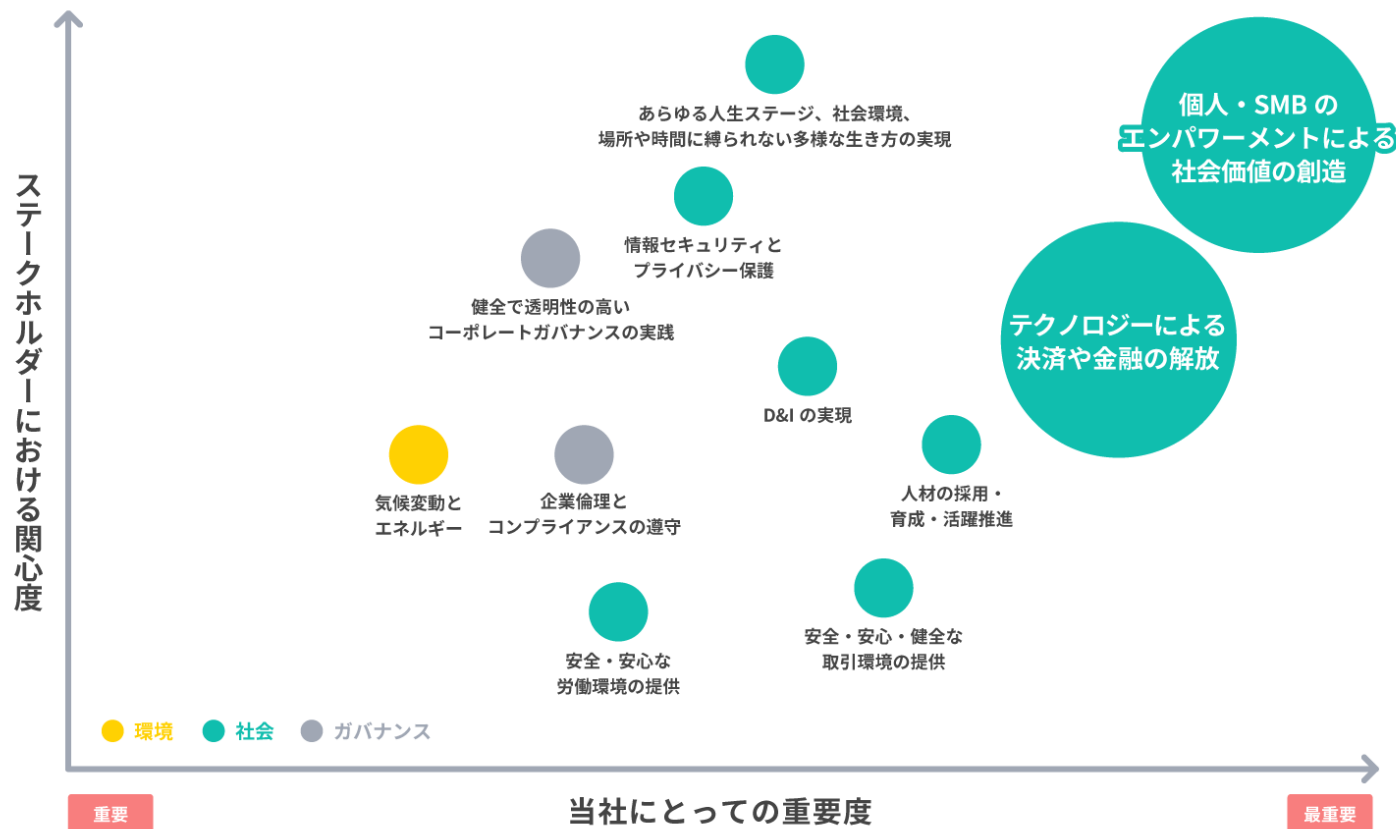 ステークホルダーにおける関心度
あらゆる人生ステージ、社会環境、
場所や時間に縛られない多様な生き方の実現
個人・SMB の
エンパワーメントによる
社会価値の創造
情報セキュリティと
プライバシー保護
健全で透明性の高い
コーポレートガバナンスの実践
テクノロジーによる
決済や金融の解放
D&I の実現
気候変動と
エネルギー
企業倫理と
コンプライアンスの遵守
人材の採用・
育成・活躍推進
安全・安心な
労働環境の提供
安全・安心・健全な
取引環境の提供
環境
社会
ガバナンス
重要
当社にとっての重要度
最重要